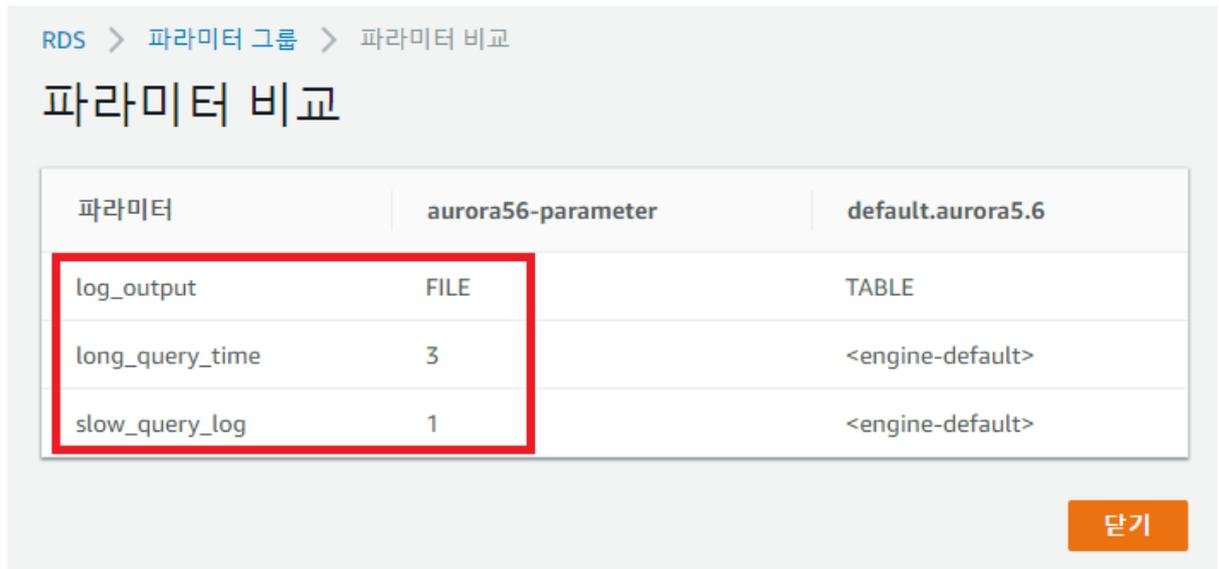 RDS > 파라미터 그룹 > 파라미터 비교
파라미터 비교
파라미터 aurora56-parameter default.aurora5.6
log_output FILE TABLE
long_query_time 3 <engine-default>
slow_query_log 1 <engine-default>
닫기